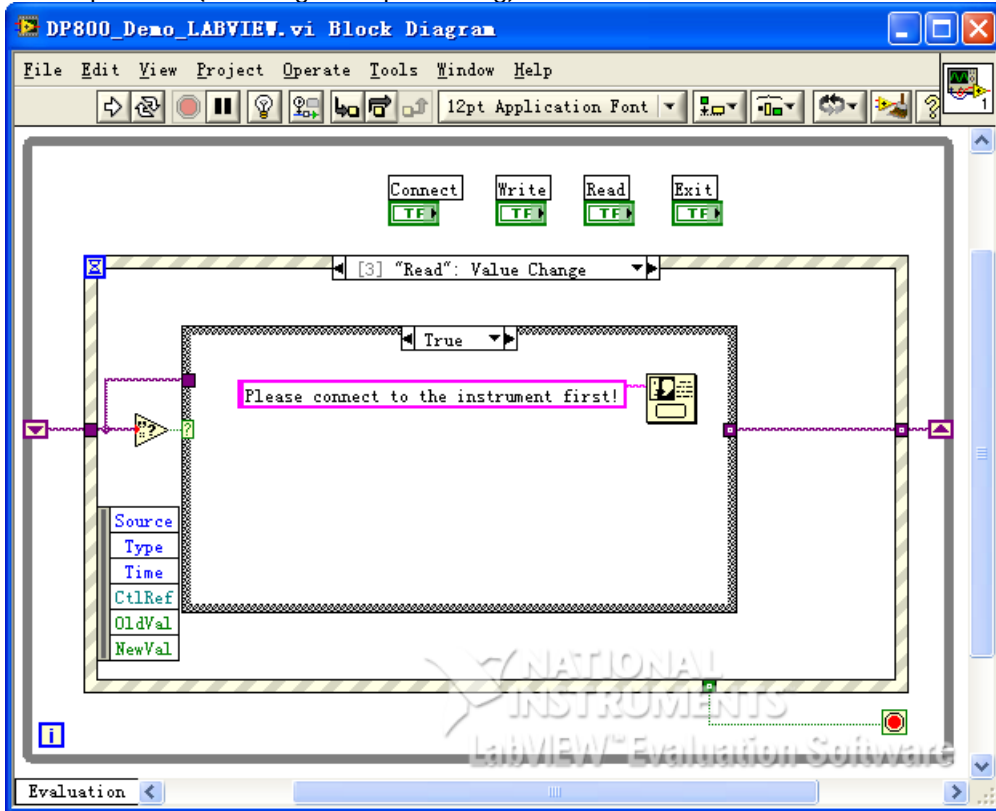 DP800_Demo_LABVIEW.vi Block Diagram
File Edit View Project Operate Tools Window Help
12pt Application Font
1
Connect Write Read Exit
TF TF TF TF
[3] "Read": Value Change
True
Please connect to the instrument first!
"?
?
Source
Type
Time
CtlRef
OldVal
NewVal
NATIONAL
INSTRUMENTS
i
LabVIEW™ Evaluation Software
Evaluation